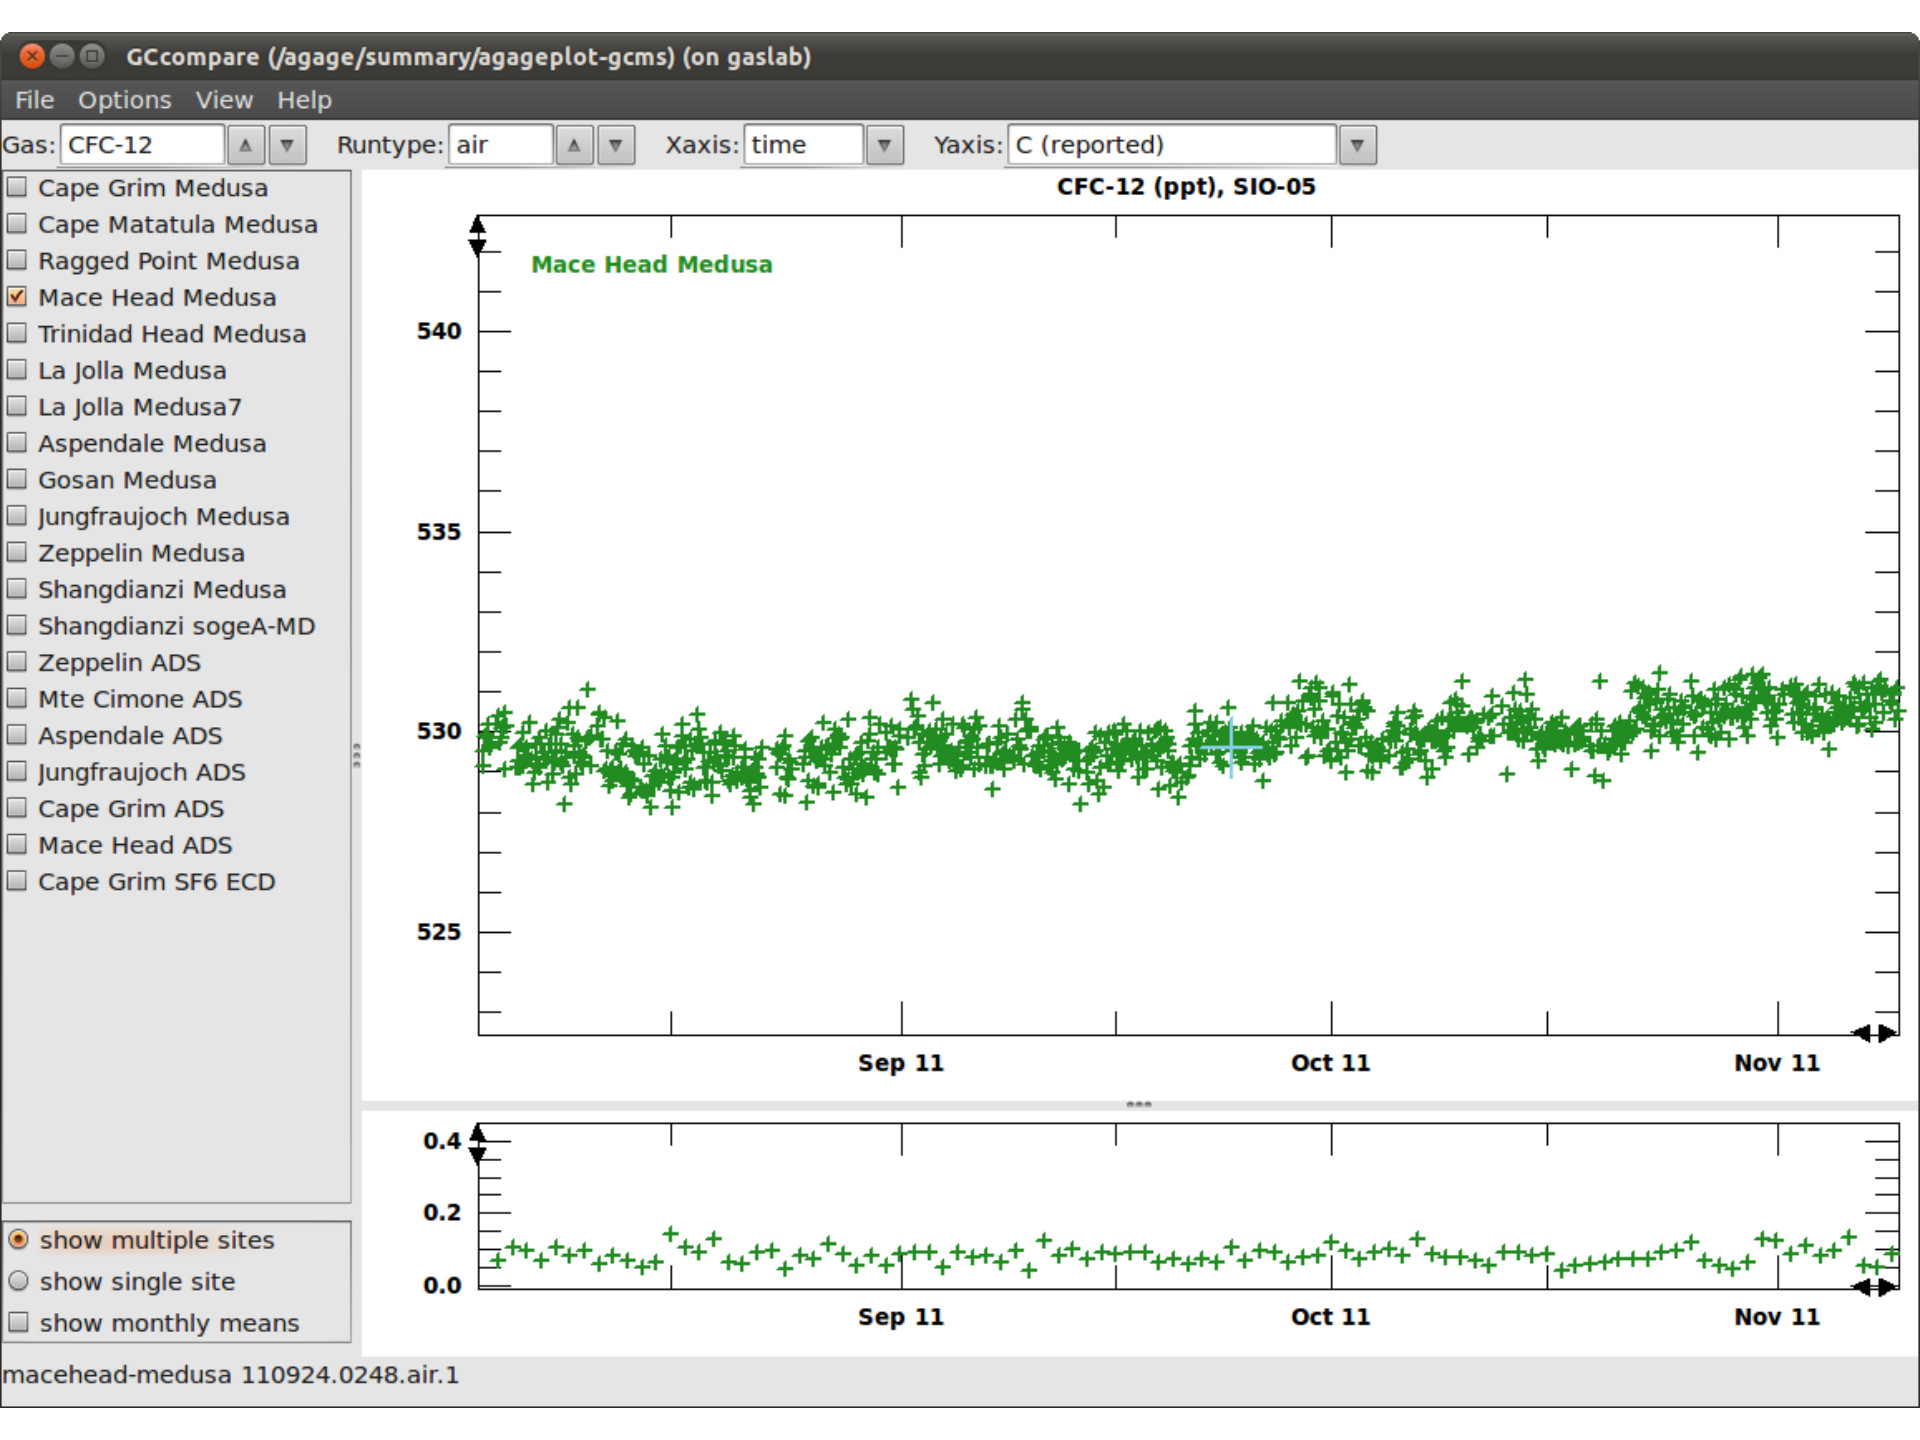 GCcompare (/agage/summary/agageplot-gcms) (on gaslab)
File Options View Help
Gas: CFC-12 Runtype: air Xaxis: time Yaxis: C (reported)
Cape Grim Medusa
Cape Matatula Medusa
Ragged Point Medusa
Mace Head Medusa
Trinidad Head Medusa
La Jolla Medusa
La Jolla Medusa7
Aspendale Medusa
Gosan Medusa
Jungfraujoch Medusa
Zeppelin Medusa
Shangdianzi Medusa
Shangdianzi sogeA-MD
Zeppelin ADS
Mte Cimone ADS
Aspendale ADS
Jungfraujoch ADS
Cape Grim ADS
Mace Head ADS
Cape Grim SF6 ECD
show multiple sites
show single site
show monthly means
CFC-12 (ppt), SIO-05
Mace Head Medusa
540
535
530
525
Sep 11 Oct 11 Nov 11
0.4
0.2
0.0
Sep 11 Oct 11 Nov 11
macehead-medusa 110924.0248.air.1